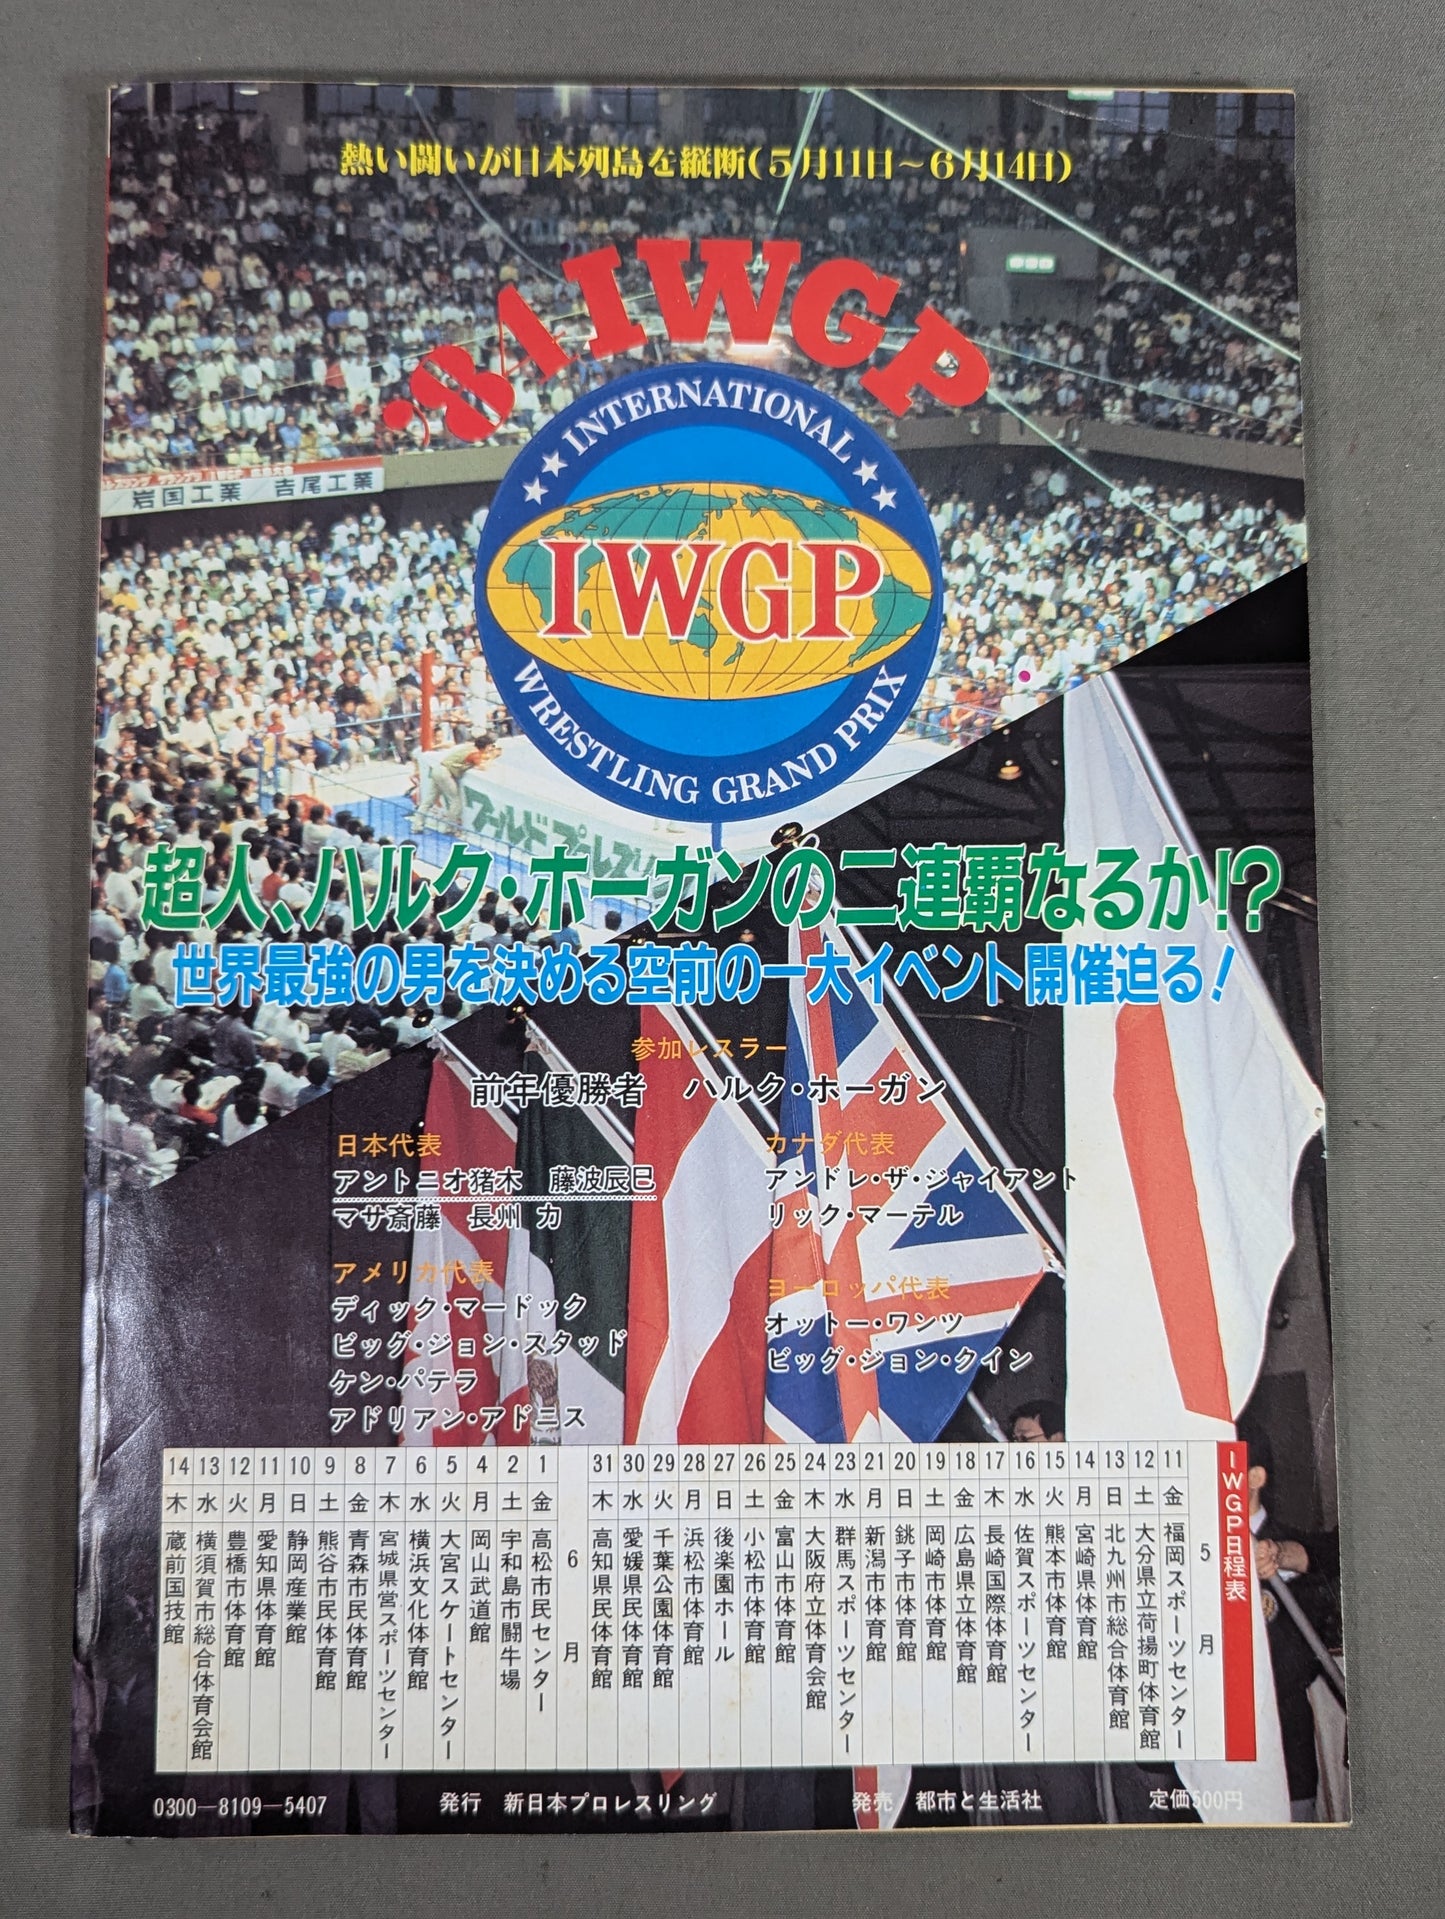 熱い闘いが日本列島を縦断(5月11日～6月14日)
'84 IWGP
INTERNATIONAL
IWGP
WRESTLING GRAND PRIX
岩国工業 吉尾工業
ワールドプロレスリ
超人、ハルク・ホーガンの二連覇なるか!?
世界最強の男を決める空前の一大イベント開催迫る!
参加レスラー
前年優勝者 ハルク・ホーガン
日本代表
アントニオ猪木 藤波辰巳
マサ斎藤 長州 力
アメリカ代表
ディック・マードック
ビッグ・ジョン・スタッド
ケン・パテラ
アドリアン・アドニス
カナダ代表
アンドレ・ザ・ジャイアント
リック・マーテル
ヨーロッパ代表
オットー・ワンツ
ビッグ・ジョン・クイン
IWGP日程表
5月
11 金 福岡スポーツセンター
12 土 大分県立荷揚町体育館
13 日 北九州市総合体育館
14 月 宮崎県体育館
15 火 熊本市体育館
16 水 佐賀スポーツセンター
17 木 長崎国際体育館
18 金 広島県立体育館
19 土 岡崎市体育館
20 日 銚子市体育館
21 月 新潟市体育館
23 水 群馬スポーツセンター
24 木 大阪府立体育会館
25 金 富山市体育館
26 土 小松市体育館
27 日 後楽園ホール
28 月 浜松市体育館
29 火 千葉公園体育館
30 水 愛媛県民体育館
31 木 高知県民体育館
6月
1 金 高松市民センター
2 土 宇和島市闘牛場
4 月 岡山武道館
5 火 大宮スケートセンター
6 水 横浜文化体育館
7 木 宮城県営スポーツセンター
8 金 青森市民体育館
9 土 熊谷市民体育館
10 日 静岡産業館
11 月 愛知県体育館
12 火 豊橋市体育館
13 水 横須賀市総合体育会館
14 木 蔵前国技館
0300-8109-5407
発行 新日本プロレスリング
発売 都市と生活社
定価500円